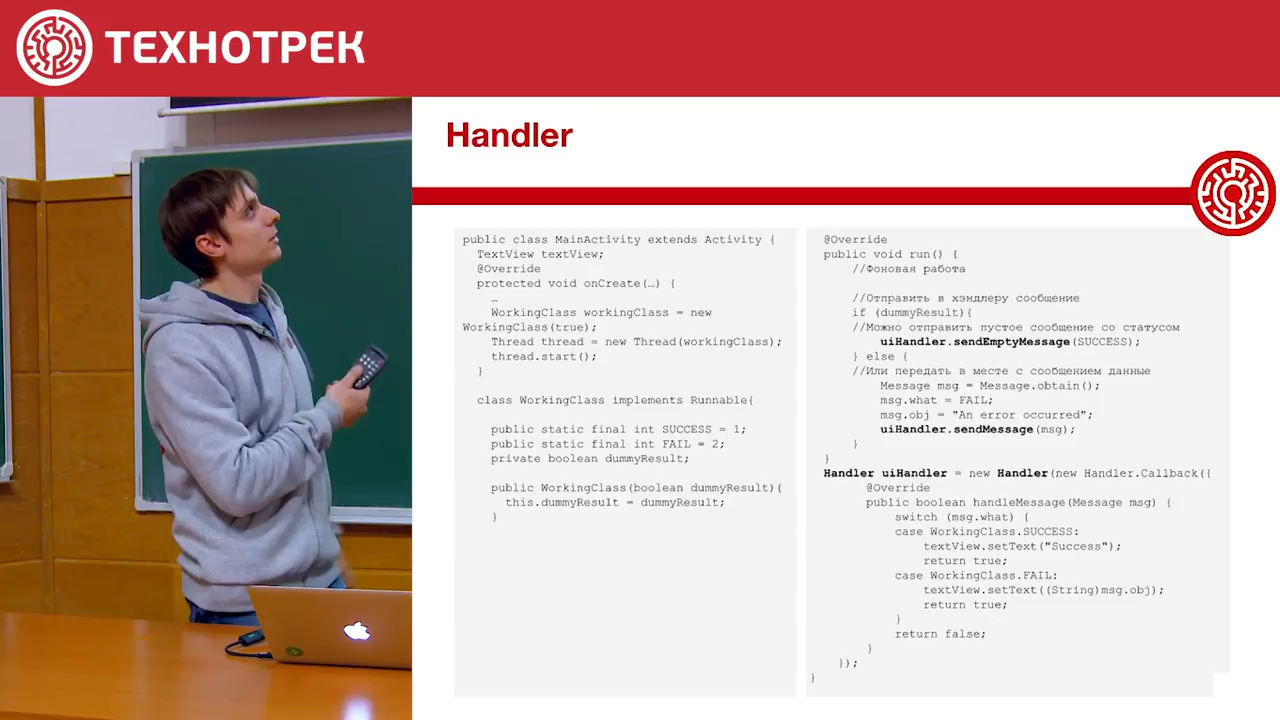 ТЕХНОТРЕК
Handler
public class MainActivity extends Activity {
TextView textView;
@Override
protected void onCreate(…) {
…
WorkingClass workingClass = new
WorkingClass(true);
Thread thread = new Thread(workingClass);
thread.start();
}
class WorkingClass implements Runnable{
public static final int SUCCESS = 1;
public static final int FAIL = 2;
private boolean dummyResult;
public WorkingClass(boolean dummyResult){
this.dummyResult = dummyResult;
}
@Override
public void run() {
//Фоновая работа
//Отправить в хэндлеру сообщение
if (dummyResult){
//Можно отправить пустое сообщение со статусом
uiHandler.sendEmptyMessage(SUCCESS);
} else {
//Или передать в месте с сообщением данные
Message msg = Message.obtain();
msg.what = FAIL;
msg.obj = "An error occurred";
uiHandler.sendMessage(msg);
}
}
Handler uiHandler = new Handler(new Handler.Callback({
@Override
public boolean handleMessage(Message msg) {
switch (msg.what) {
case WorkingClass.SUCCESS:
textView.setText("Success");
return true;
case WorkingClass.FAIL:
textView.setText((String)msg.obj);
return true;
}
return false;
}
});
}